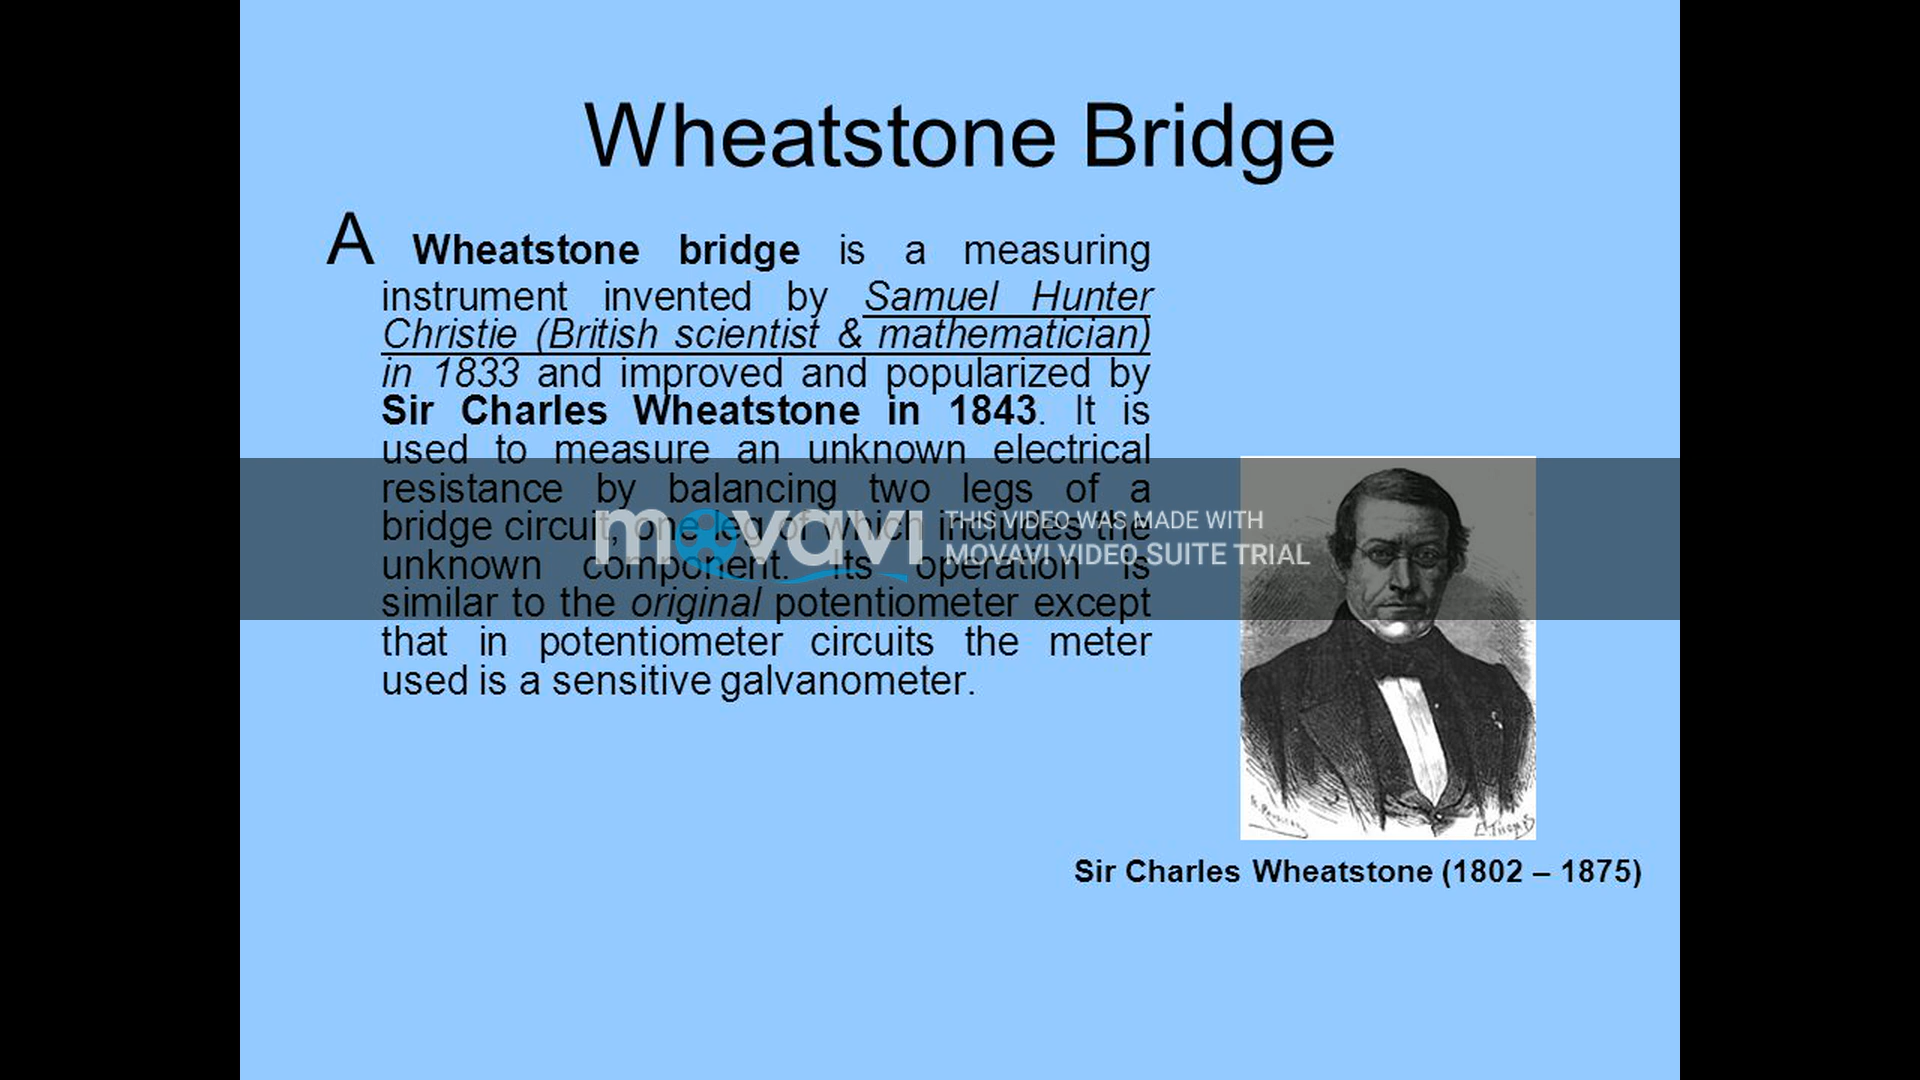 Wheatstone Bridge
A Wheatstone bridge is a measuring
instrument invented by Samuel Hunter
Christie (British scientist & mathematician)
in 1833 and improved and popularized by
Sir Charles Wheatstone in 1843. It is
used to measure an unknown electrical
resistance by balancing two legs of a
bridge circuit, one leg of which includes the
unknown component. Its operation is
similar to the original potentiometer except
that in potentiometer circuits the meter
used is a sensitive galvanometer.
movavi
THIS VIDEO WAS MADE WITH
MOVAVI VIDEO SUITE TRIAL
Sir Charles Wheatstone (1802 – 1875)